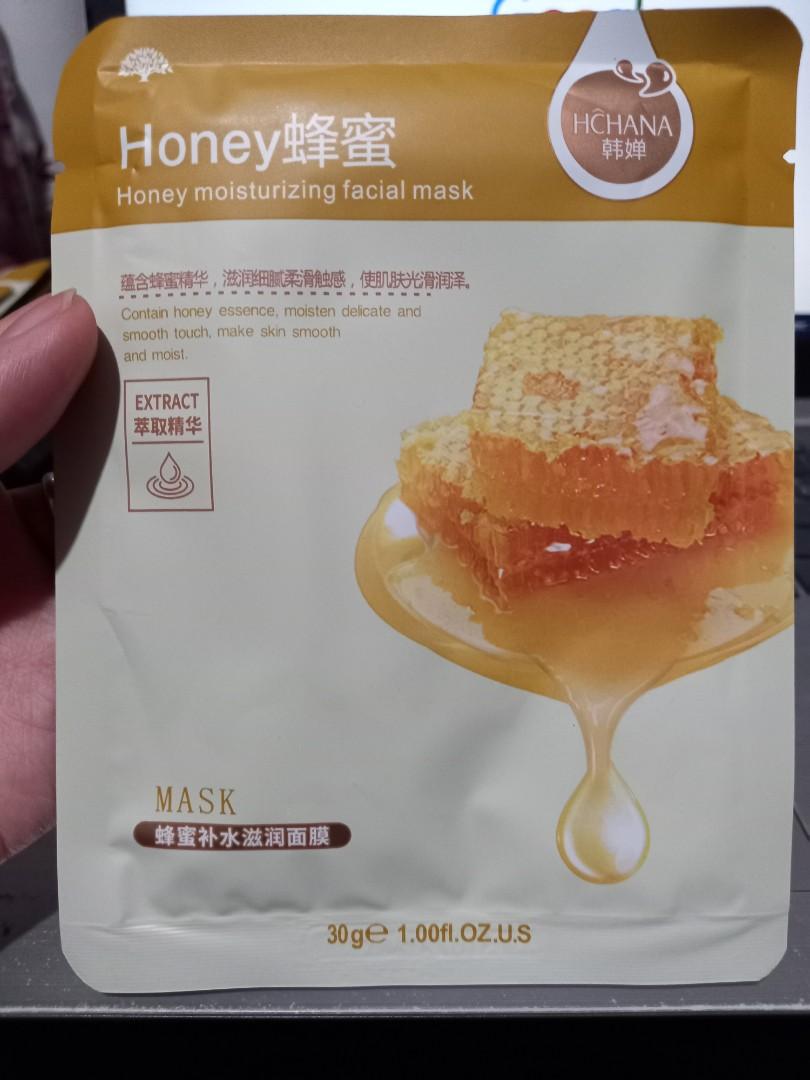 HĈHANA
韩婵
Honey蜂蜜
Honey moisturizing facial mask
蕴含蜂蜜精华，滋润细腻柔滑触感，使肌肤光滑润泽。
Contain honey essence, moisten delicate and
smooth touch, make skin smooth
and moist.
EXTRACT
萃取精华
MASK
蜂蜜补水滋润面膜
30g℮ 1.00fl.OZ.U.S